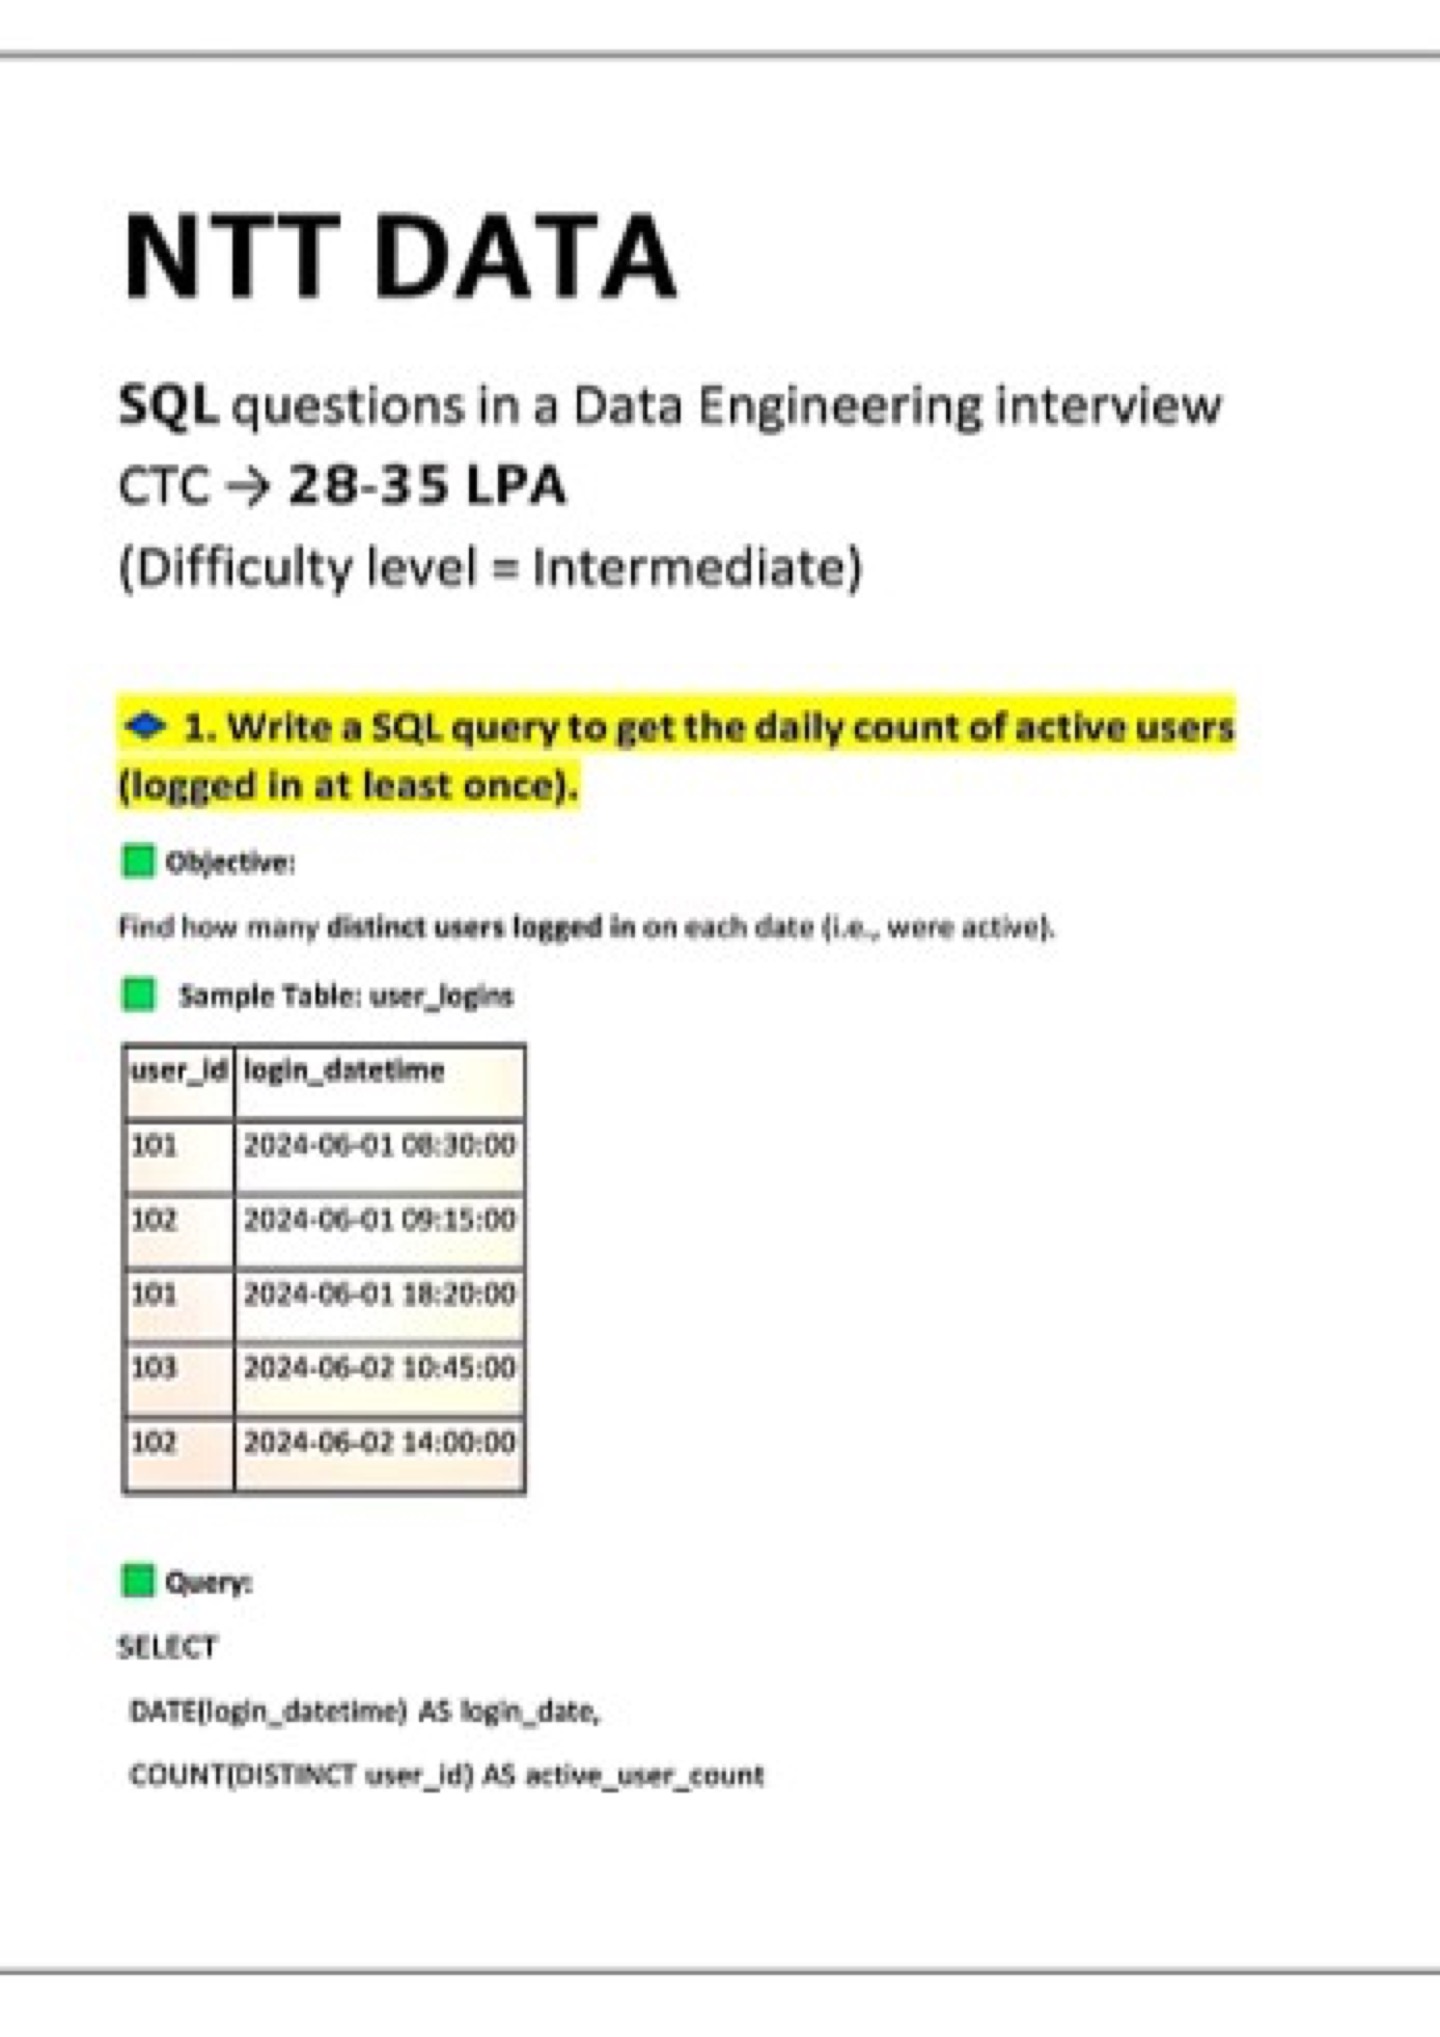 NTT DATA
SQL questions in a Data Engineering interview
CTC → 28-35 LPA
(Difficulty level = Intermediate)
1. Write a SQL query to get the daily count of active users
(logged in at least once).
Objective:
Find how many distinct users logged in on each date (i.e., were active).
Sample Table: user_logins
user_id login_datetime
101 2024-06-01 08:30:00
102 2024-06-01 09:15:00
101 2024-06-01 18:20:00
103 2024-06-02 10:45:00
102 2024-06-02 14:00:00
Query:
SELECT
DATE(login_datetime) AS login_date,
COUNT(DISTINCT user_id) AS active_user_count